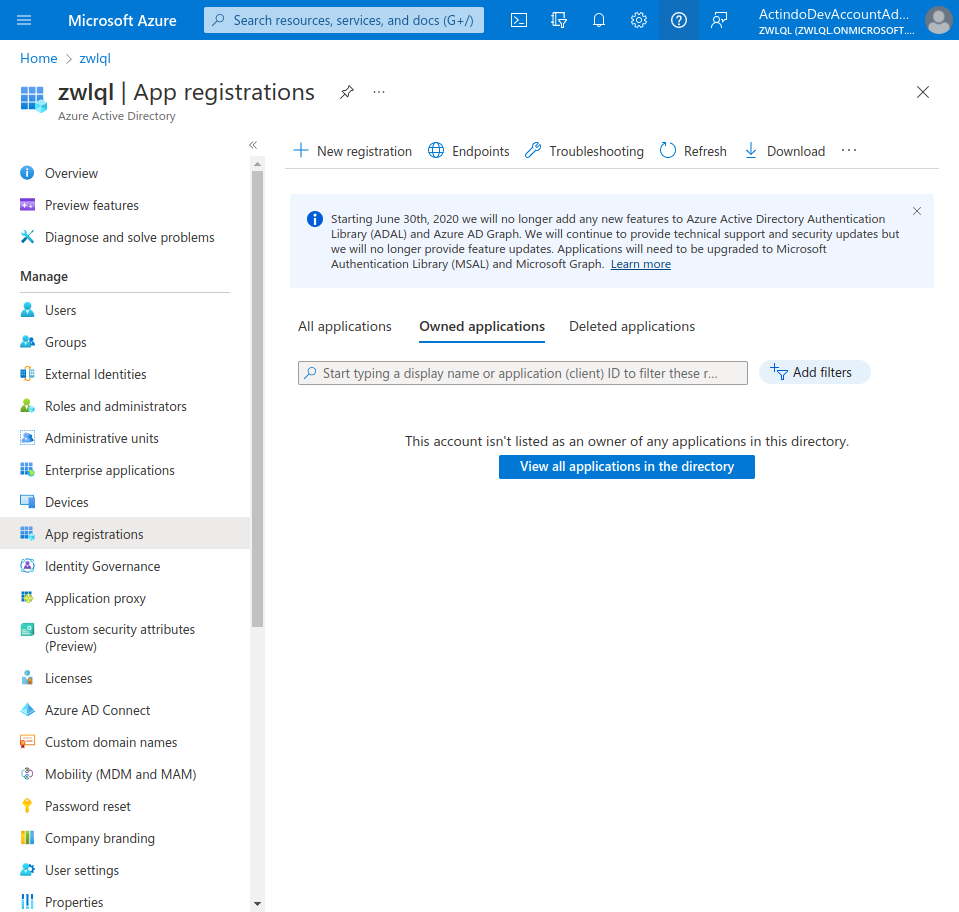 Microsoft Azure
Search resources, services, and docs (G+/)
ActindoDevAccountAd...
ZWLQL (ZWLQL.ONMICROSOFT....
Home > zwlql
zwlql | App registrations
Azure Active Directory
Overview
Preview features
Diagnose and solve problems
Manage
Users
Groups
External Identities
Roles and administrators
Administrative units
Enterprise applications
Devices
App registrations
Identity Governance
Application proxy
Custom security attributes
(Preview)
Licenses
Azure AD Connect
Custom domain names
Mobility (MDM and MAM)
Password reset
Company branding
User settings
Properties
New registration
Endpoints
Troubleshooting
Refresh
Download
Starting June 30th, 2020 we will no longer add any new features to Azure Active Directory Authentication
Library (ADAL) and Azure AD Graph. We will continue to provide technical support and security updates but
we will no longer provide feature updates. Applications will need to be upgraded to Microsoft
Authentication Library (MSAL) and Microsoft Graph. Learn more
All applications
Owned applications
Deleted applications
Start typing a display name or application (client) ID to filter these r...
Add filters
This account isn't listed as an owner of any applications in this directory.
View all applications in the directory